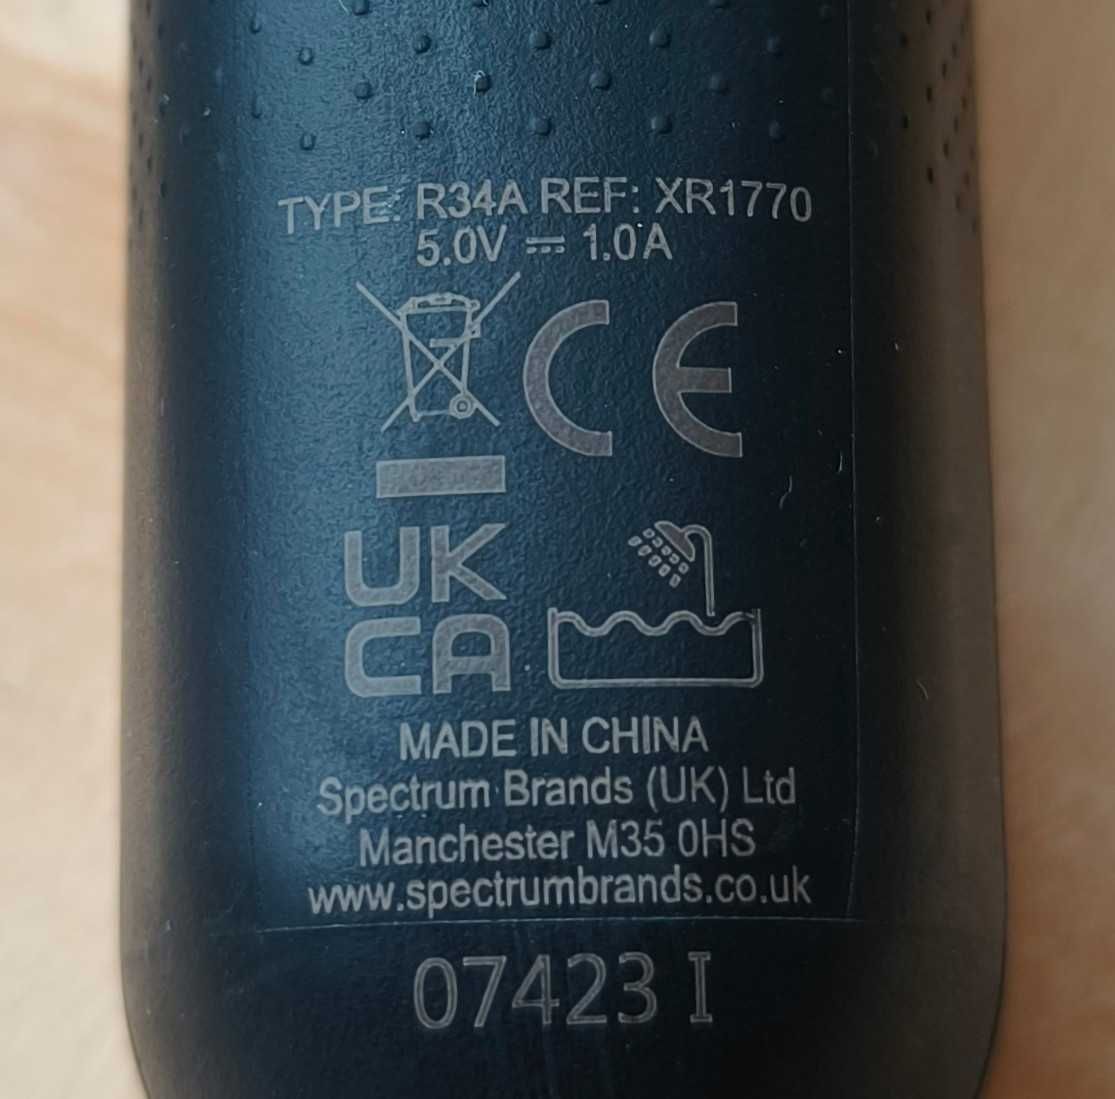 TYPE: R34A REF: XR1770
5.0V ⎓ 1.0A
CE
UK
CA
MADE IN CHINA
Spectrum Brands (UK) Ltd
Manchester M35 0HS
www.spectrumbrands.co.uk
07423 I